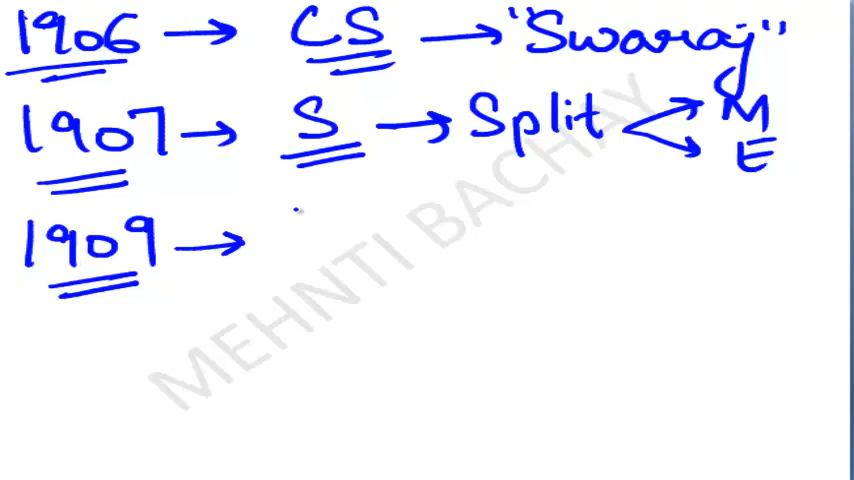 1906 → CS → "Swaraj"
1907 → S → Split → M
E
1909 →
MEHNTI BACHAY